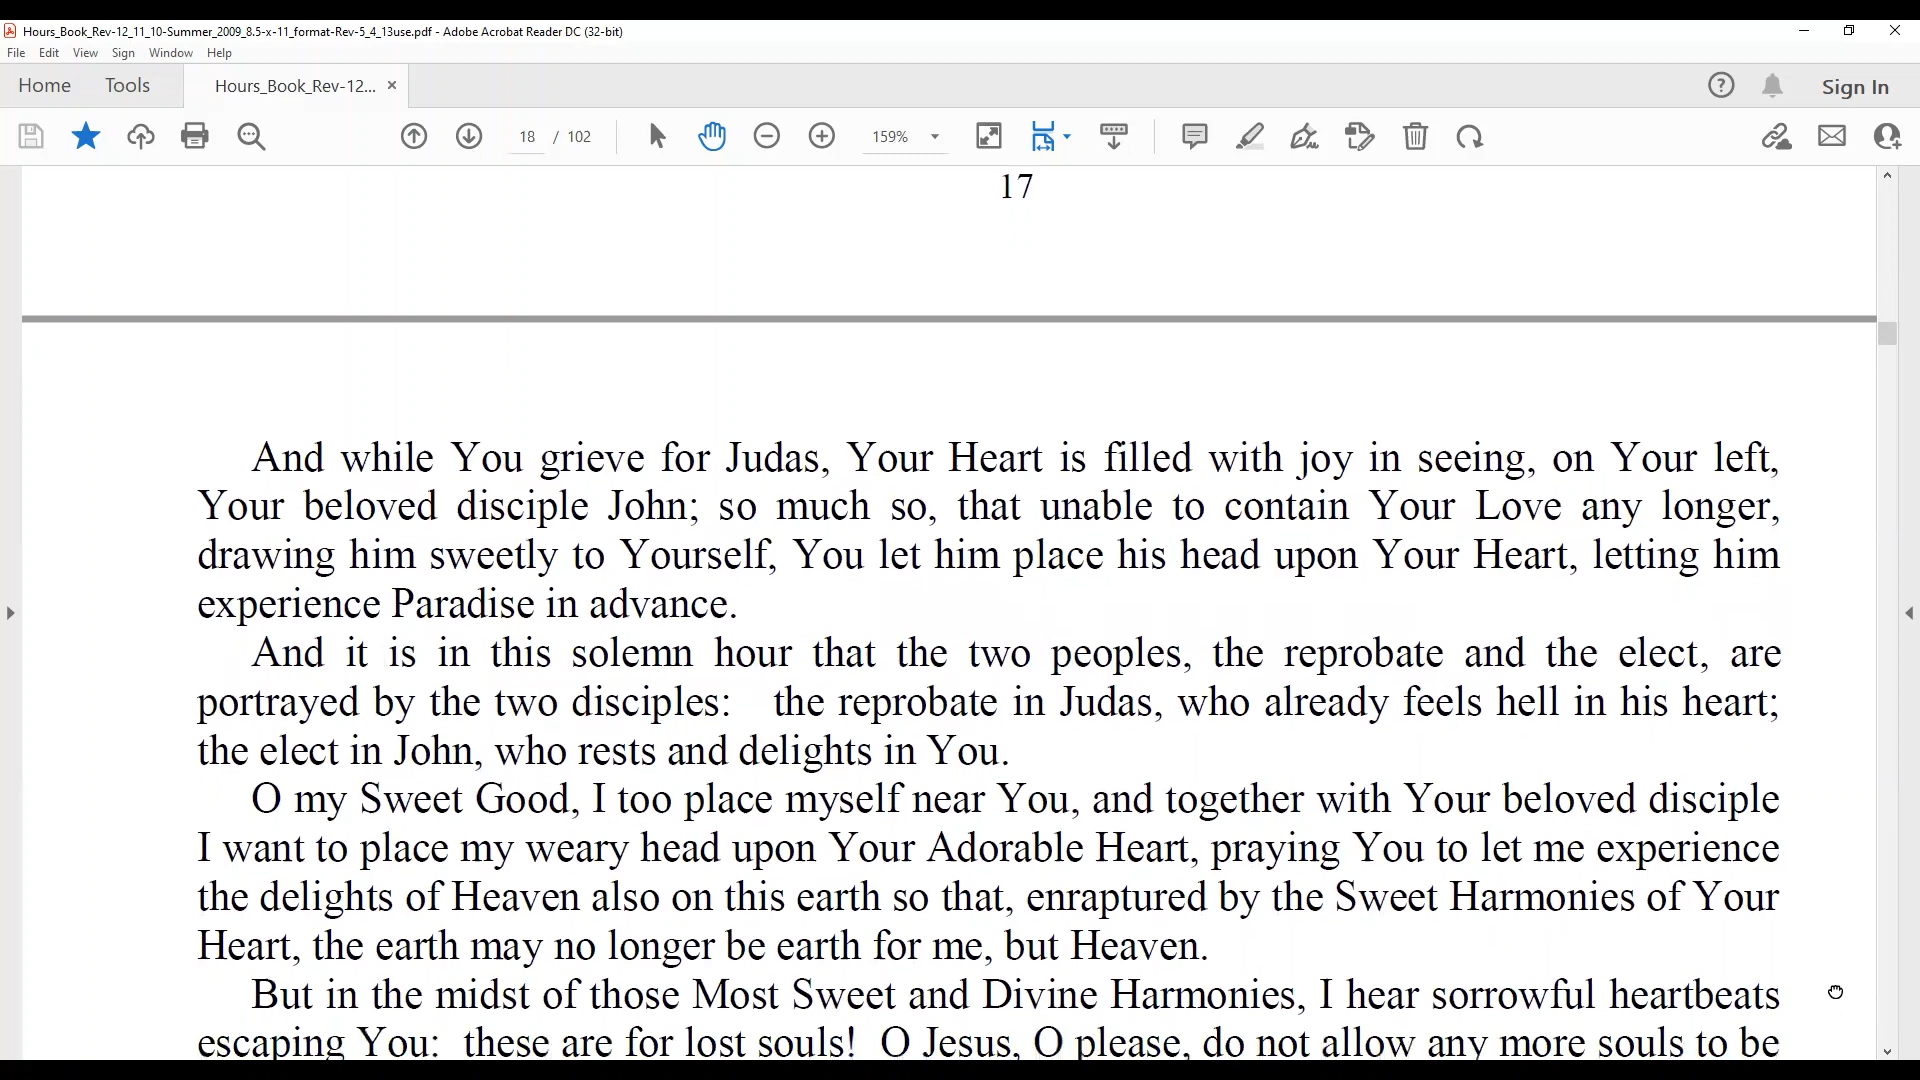 Hours_Book_Rev-12_11_10-Summer_2009_8.5-x-11_format-Rev-5_4_13use.pdf - Adobe Acrobat Reader DC (32-bit)
File Edit View Sign Window Help
Home Tools Hours_Book_Rev-12... × Sign In
18 / 102 159%
17
And while You grieve for Judas, Your Heart is filled with joy in seeing, on Your left,
Your beloved disciple John; so much so, that unable to contain Your Love any longer,
drawing him sweetly to Yourself, You let him place his head upon Your Heart, letting him
experience Paradise in advance.
And it is in this solemn hour that the two peoples, the reprobate and the elect, are
portrayed by the two disciples: the reprobate in Judas, who already feels hell in his heart;
the elect in John, who rests and delights in You.
O my Sweet Good, I too place myself near You, and together with Your beloved disciple
I want to place my weary head upon Your Adorable Heart, praying You to let me experience
the delights of Heaven also on this earth so that, enraptured by the Sweet Harmonies of Your
Heart, the earth may no longer be earth for me, but Heaven.
But in the midst of those Most Sweet and Divine Harmonies, I hear sorrowful heartbeats
escaping You: these are for lost souls! O Jesus, O please, do not allow any more souls to be